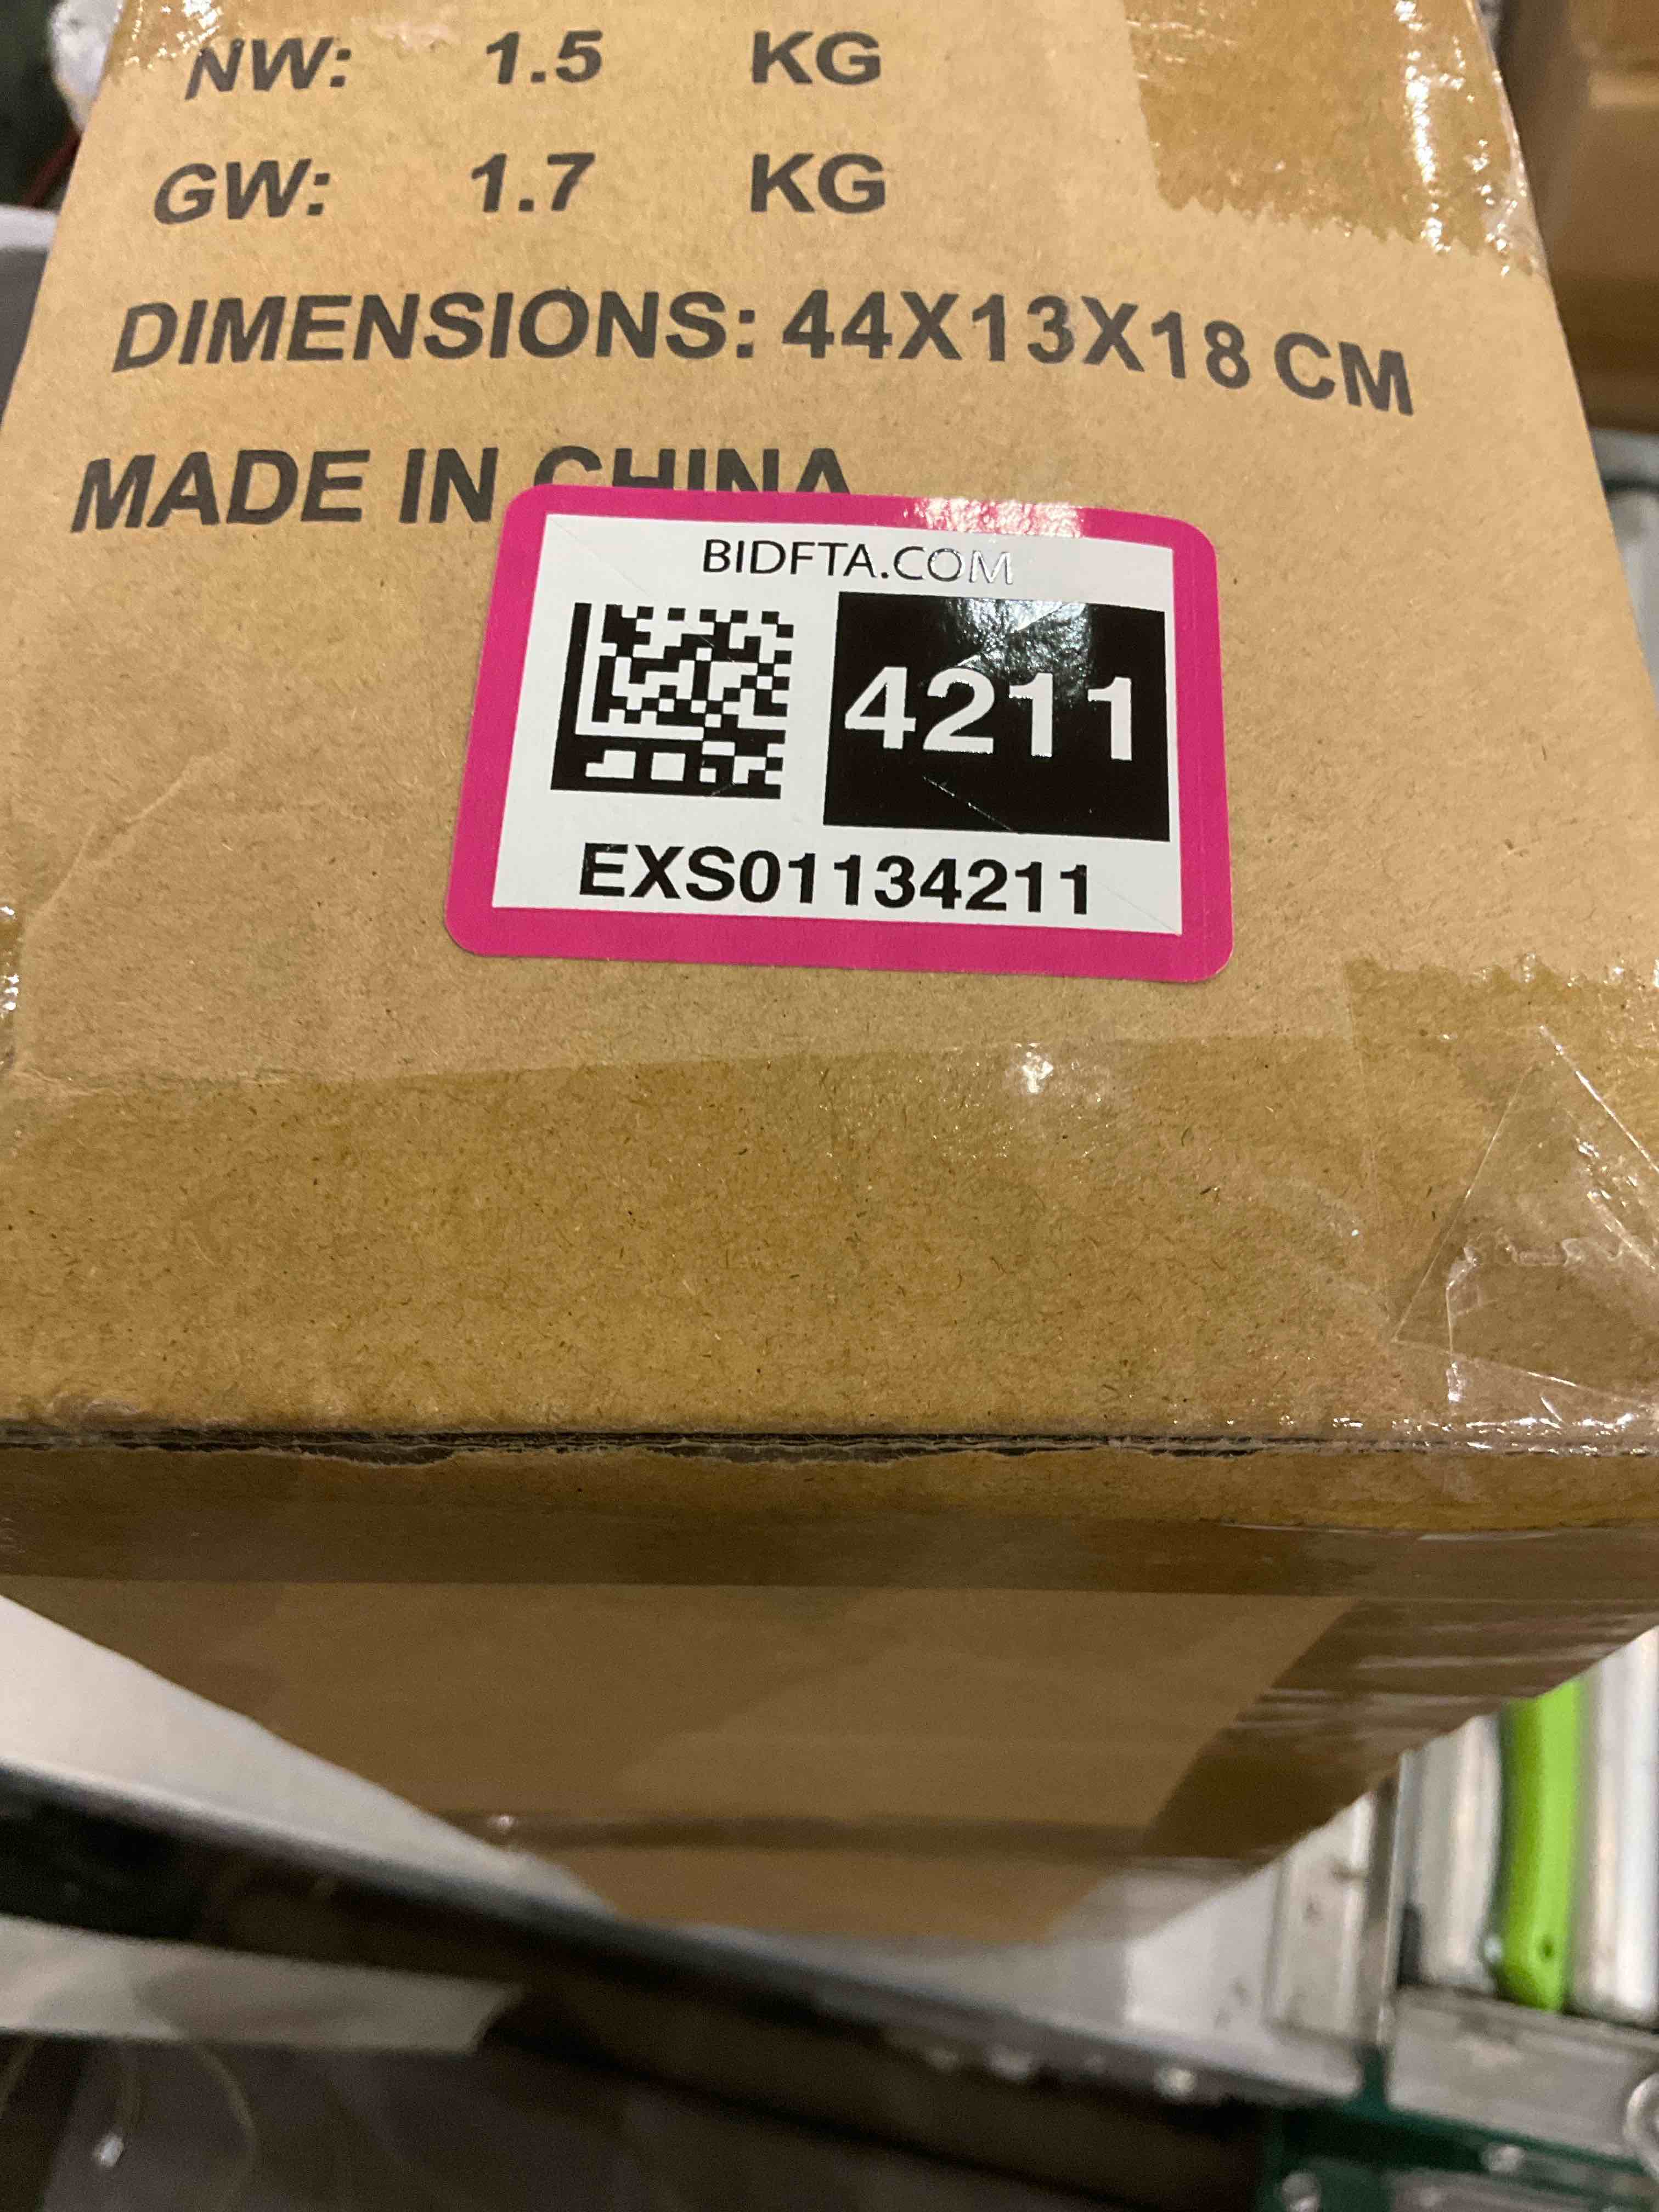 NW: 1.5 KG
GW: 1.7 KG
DIMENSIONS: 44X13X18 CM
MADE IN CHINA
BIDFTA.COM
4211
EXS01134211